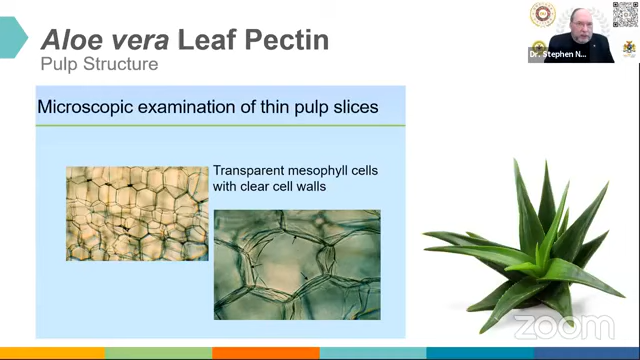 Aloe vera Leaf Pectin
Pulp Structure
Dr. Stephen N...
Microscopic examination of thin pulp slices
Transparent mesophyll cells
with clear cell walls
zoom